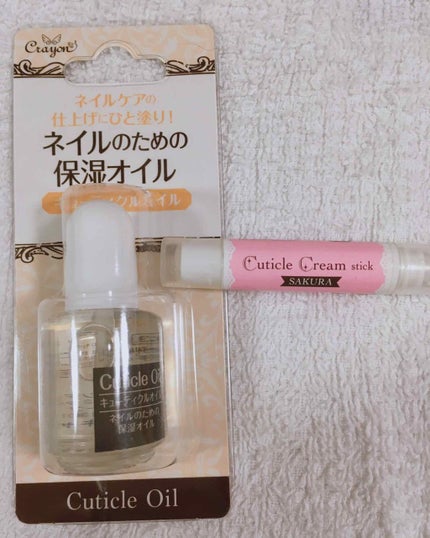 Crayon
ネイルケアの
仕上げにひと塗り!
ネイルのための
保湿オイル
Cuticle Oil
キューティクルオイル
ネイルのための
保湿オイル
Cuticle Oil
Cuticle Cream stick
SAKURA